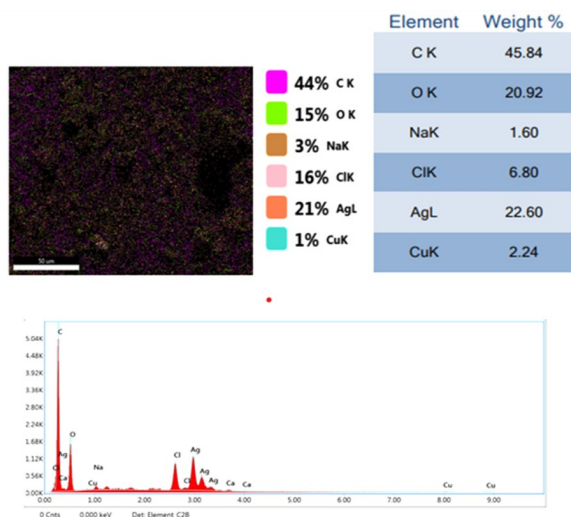 Element Weight %
C K 45.84
O K 20.92
NaK 1.60
ClK 6.80
AgL 22.60
CuK 2.24
44% C K
15% O K
3% NaK
16% ClK
21% AgL
1% CuK
50 um
5.04K
4.48K
3.92K
3.36K
2.80K
2.24K
1.68K
1.12K
0.56K
0.00K
C
Ag
Cl
Ca
O
Cu
Na
Cl
Cl
Ag
Ag
Ag
Ca
Ca
Cu
Cu
0.00 1.00 2.00 3.00 4.00 5.00 6.00 7.00 8.00 9.00
0 Cnts 0.000 keV Det: Element C2B